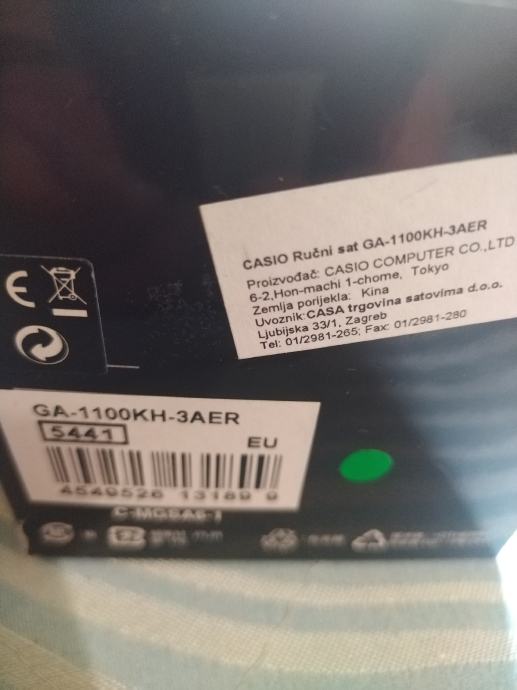 CASIO Ručni sat GA-1100KH-3AER
Proizvođač: CASIO COMPUTER CO.,LTD
6-2,Hon-machi 1-chome, Tokyo
Zemlja porijekla: Kina
Uvoznik:CASA trgovina satovima d.o.o.
Ljubijska 33/1, Zagreb
Tel: 01/2981-265; Fax: 01/2981-280
CE
GA-1100KH-3AER
5441
EU
4549526 13189 9